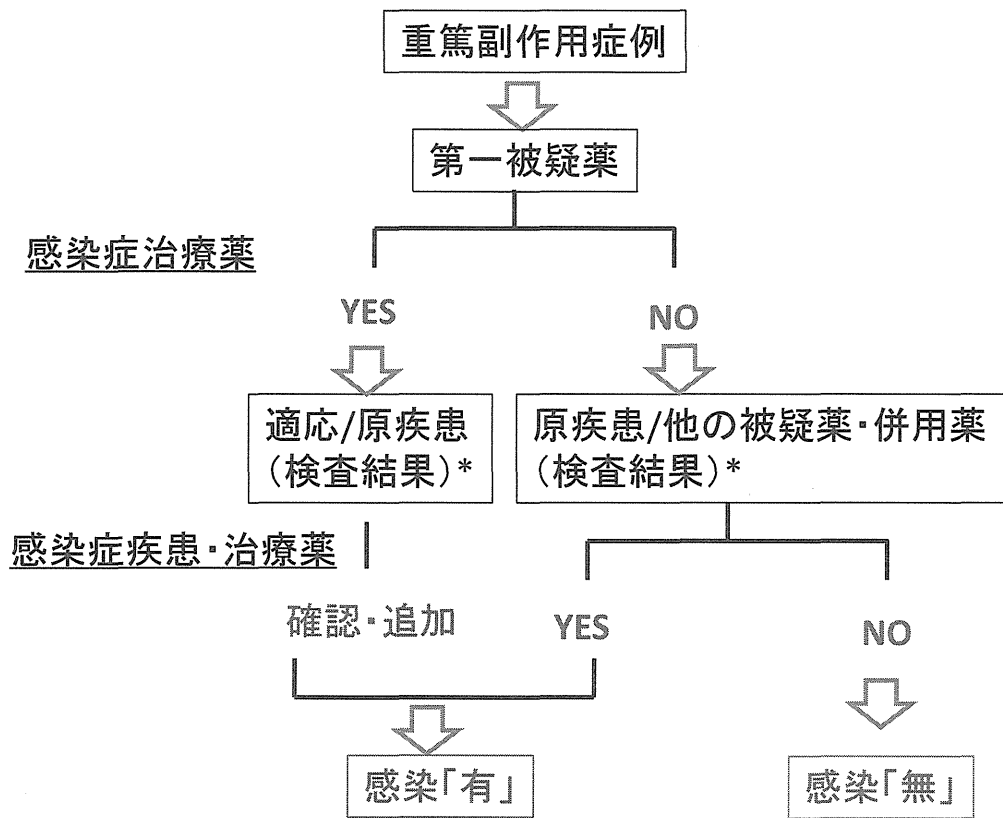 重篤副作用症例
第一被疑薬
感染症治療薬
YES
NO
適応/原疾患
(検査結果)*
原疾患/他の被疑薬・併用薬
(検査結果)*
感染症疾患・治療薬
確認・追加
YES
NO
感染「有」
感染「無」